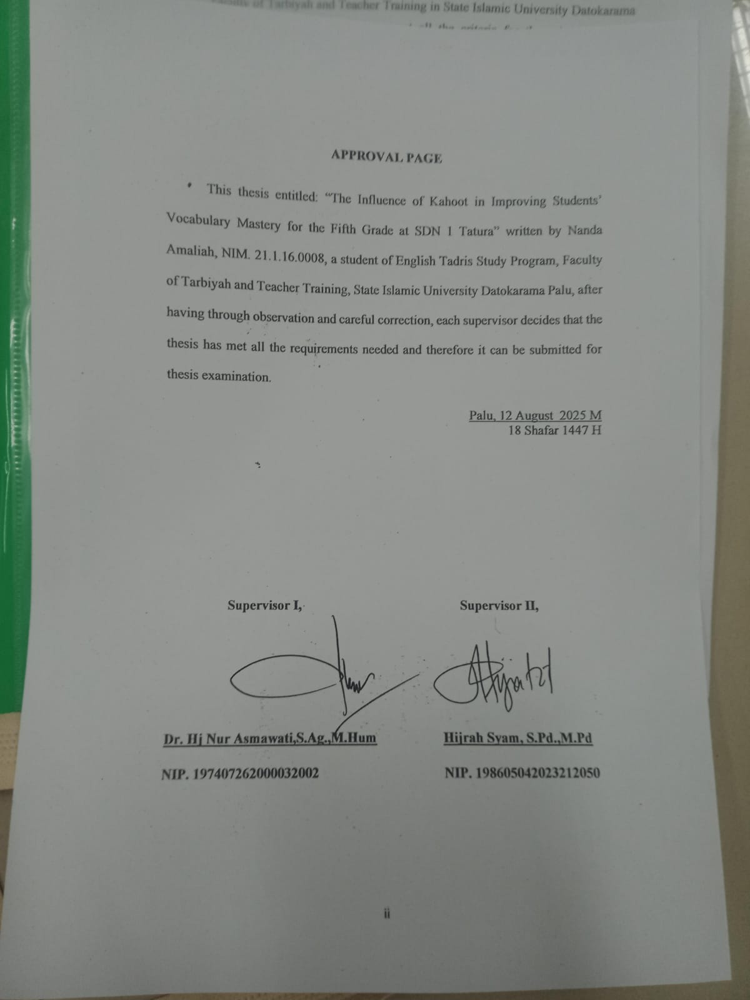 of Tarbiyah and Teacher Training in State Islamic University Datokarama
APPROVAL PAGE
This thesis entitled: “The Influence of Kahoot in Improving Students’
Vocabulary Mastery for the Fifth Grade at SDN 1 Tatura” written by Nanda
Amaliah, NIM. 21.1.16.0008, a student of English Tadris Study Program, Faculty
of Tarbiyah and Teacher Training, State Islamic University Datokarama Palu, after
having through observation and careful correction, each supervisor decides that the
thesis has met all the requirements needed and therefore it can be submitted for
thesis examination.
Palu, 12 August 2025 M
18 Shafar 1447 H
Supervisor I,
Supervisor II,
Dr. Hj Nur Asmawati,S.Ag.,M.Hum
Hijrah Syam, S.Pd.,M.Pd
NIP. 197407262000032002
NIP. 198605042023212050
ii